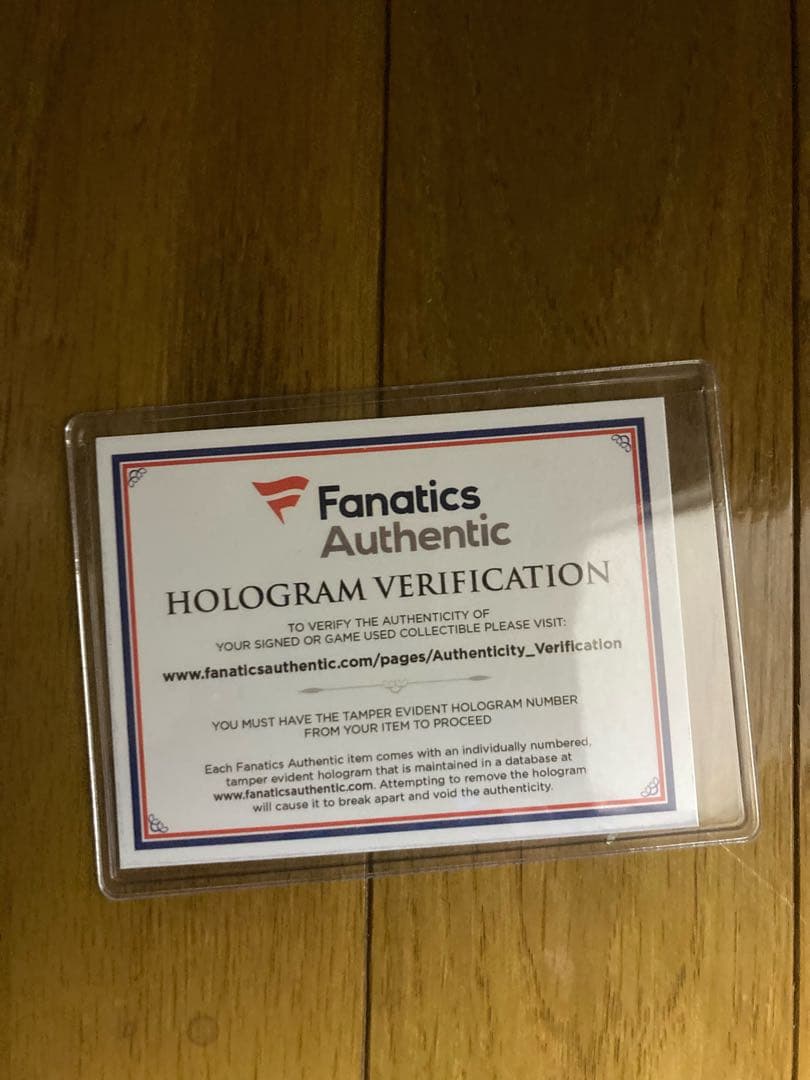 Fanatics
Authentic
HOLOGRAM VERIFICATION
TO VERIFY THE AUTHENTICITY OF
YOUR SIGNED OR GAME USED COLLECTIBLE PLEASE VISIT:
www.fanaticsauthentic.com/pages/Authenticity_Verification
YOU MUST HAVE THE TAMPER EVIDENT HOLOGRAM NUMBER
FROM YOUR ITEM TO PROCEED
Each Fanatics Authentic item comes with an individually numbered,
tamper evident hologram that is maintained in a database at
www.fanaticsauthentic.com. Attempting to remove the hologram
will cause it to break apart and void the authenticity.